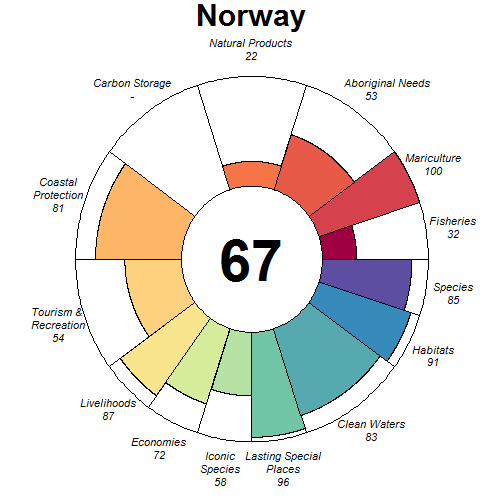 Norway
Natural Products
22
Carbon Storage
-
Aboriginal Needs
53
Mariculture
100
Coastal
Protection
81
Fisheries
32
67
Species
85
Tourism &
Recreation
54
Habitats
91
Livelihoods
87
Clean Waters
83
Economies
72
Iconic
Species
58
Lasting Special
Places
96